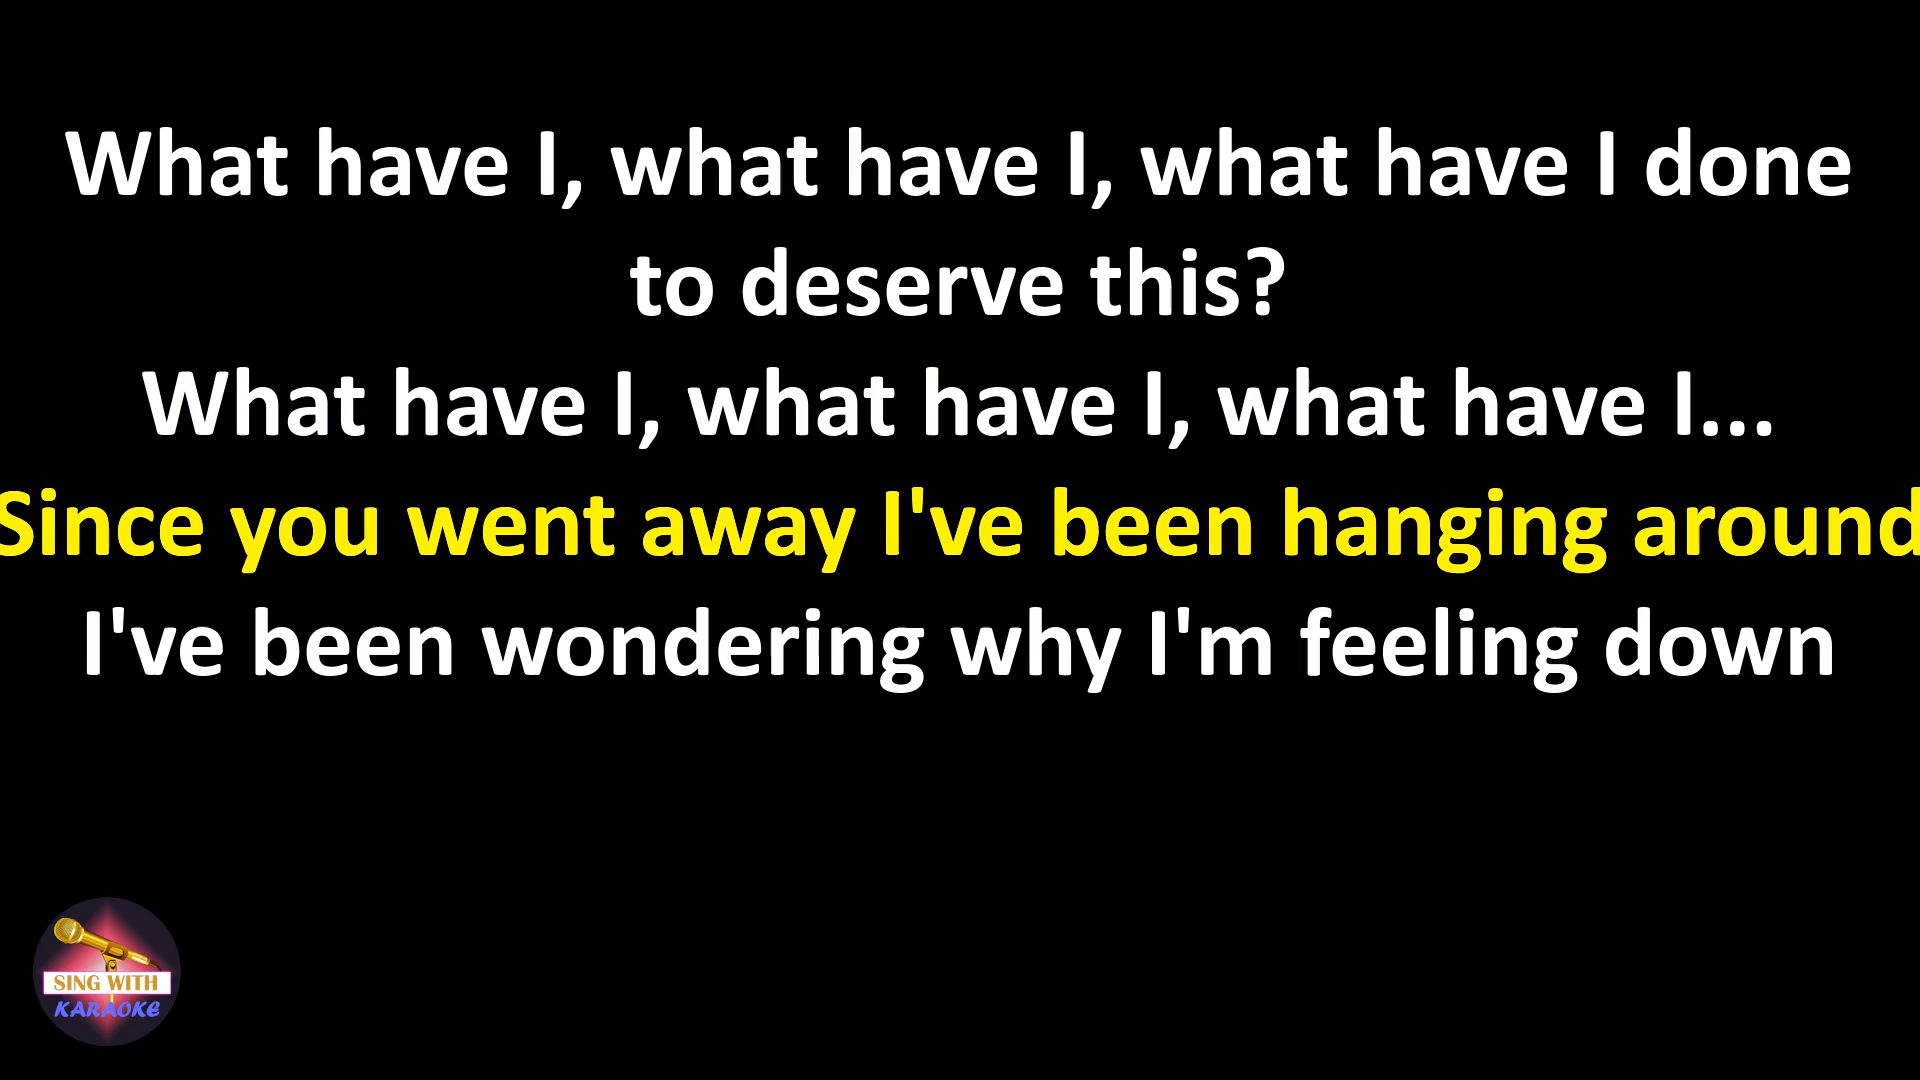 What have I, what have I, what have I done
to deserve this?
What have I, what have I, what have I...
Since you went away I've been hanging around
I've been wondering why I'm feeling down
SING WITH
KARAOKE